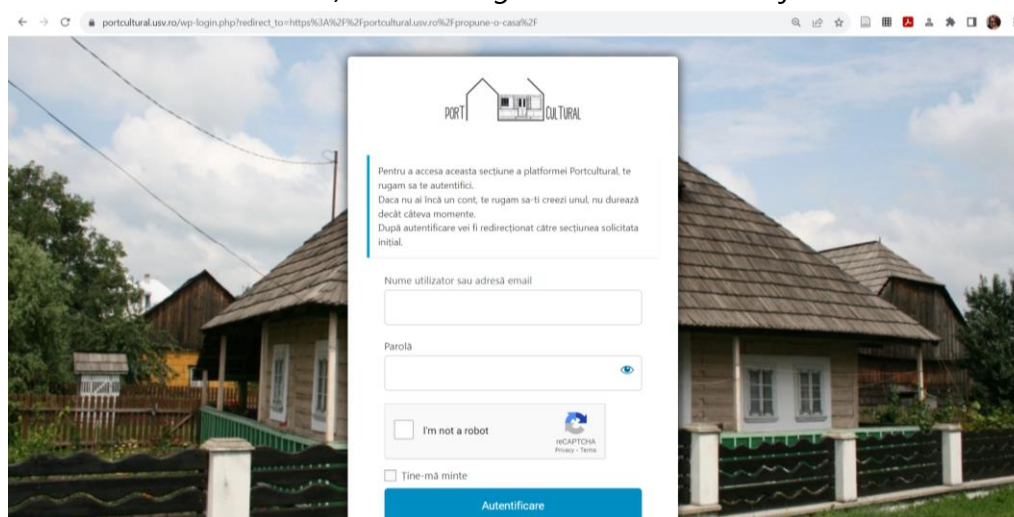 portcultural.usv.ro/wp-login.php?redirect_to=https%3A%2F%2Fportcultural.usv.ro%2Fpropune-o-casa%2F
PORT CULTURAL
Pentru a accesa aceasta secțiune a platformei Portcultural, te
rugam sa te autentifici.
Daca nu ai încă un cont, te rugam sa-ti creezi unul, nu durează
decât câteva momente.
După autentificare vei fi redirecționat către secțiunea solicitata
inițial.
Nume utilizator sau adresă email
Parolă
I'm not a robot
reCAPTCHA
Privacy - Terms
Ține-mă minte
Autentificare